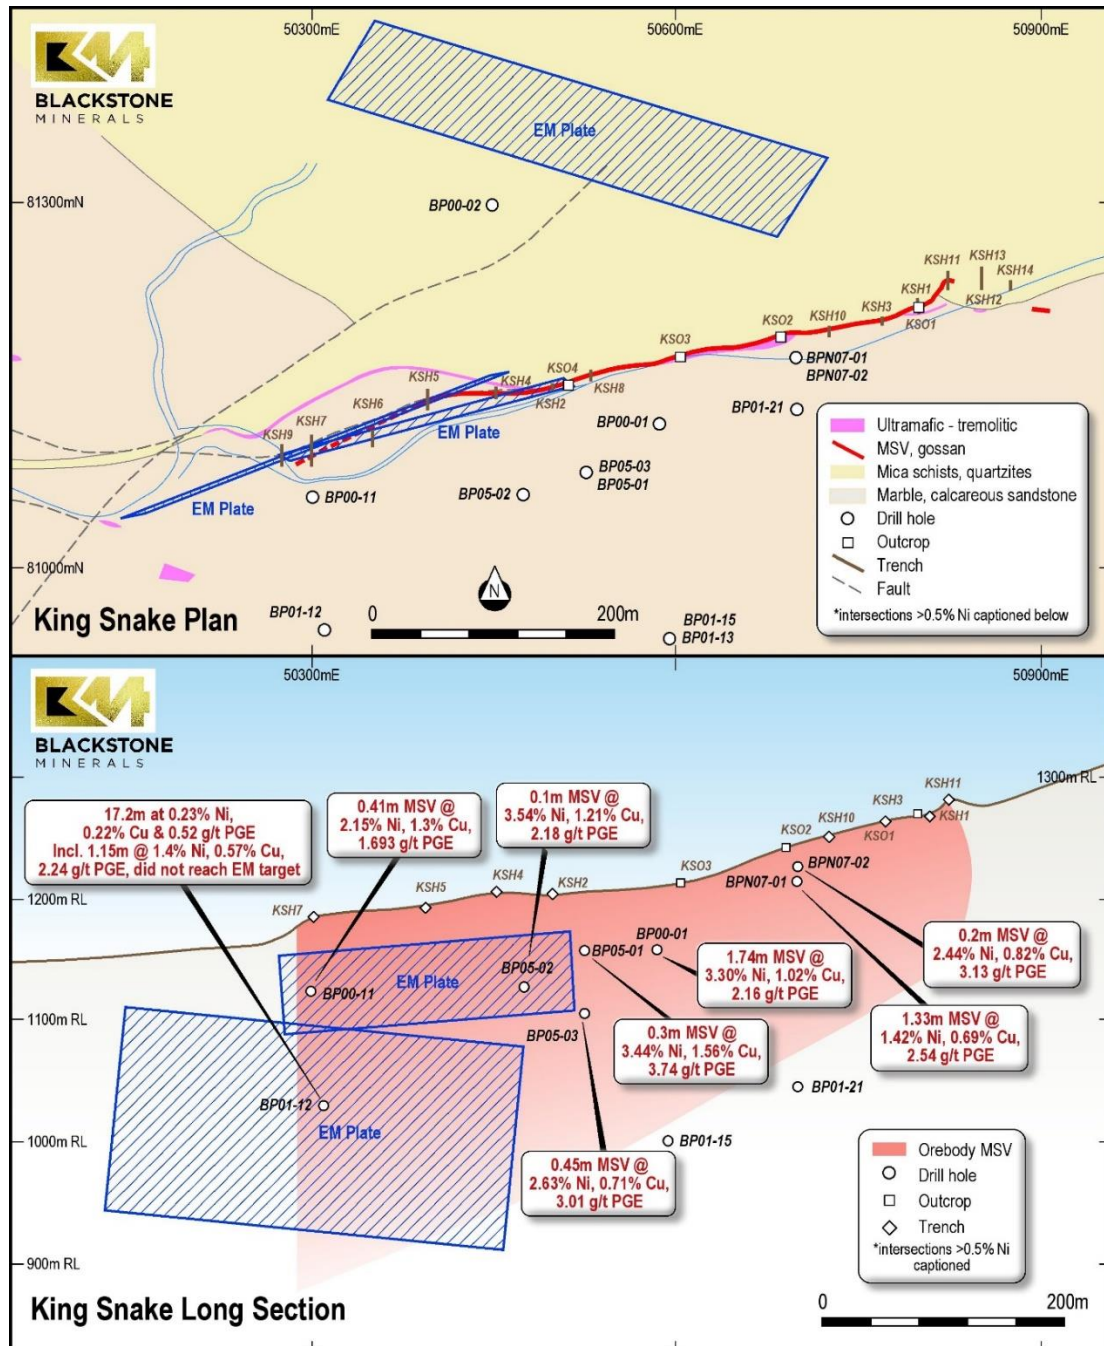 50300mE
50600mE
50900mE
BLACKSTONE
MINERALS
EM Plate
81300mN
BP00-02
KSH11
KSH13
KSH14
KSH1
KSH12
KSH3
KSO1
KSO2
KSH10
KSO3
BPN07-01
BPN07-02
KSO4
KSH5
KSH4
KSH8
KSH2
KSH6
KSH7
KSH9
BP01-21
EM Plate
BP00-01
BP05-03
BP05-01
BP05-02
BP00-11
EM Plate
Ultramafic - tremolitic
MSV, gossan
Mica schists, quartzites
Marble, calcareous sandstone
Drill hole
Outcrop
Trench
Fault
*intersections >0.5% Ni captioned below
81000mN
N
BP01-12
King Snake Plan
0
200m
BP01-15
BP01-13
50300mE
50900mE
BLACKSTONE
MINERALS
1300m RL
17.2m at 0.23% Ni,
0.22% Cu & 0.52 g/t PGE
Incl. 1.15m @ 1.4% Ni, 0.57% Cu,
2.24 g/t PGE, did not reach EM target
0.41m MSV @
2.15% Ni, 1.3% Cu,
1.693 g/t PGE
0.1m MSV @
3.54% Ni, 1.21% Cu,
2.18 g/t PGE
KSH11
KSH3
KSH1
KSH10
KSO1
KSO2
KSO3
BPN07-02
BPN07-01
KSH4
KSH2
KSH5
KSH7
1200m RL
BP00-01
BP05-01
BP05-02
EM Plate
BP00-11
BP05-03
1.74m MSV @
3.30% Ni, 1.02% Cu,
2.16 g/t PGE
0.2m MSV @
2.44% Ni, 0.82% Cu,
3.13 g/t PGE
1100m RL
0.3m MSV @
3.44% Ni, 1.56% Cu,
3.74 g/t PGE
1.33m MSV @
1.42% Ni, 0.69% Cu,
2.54 g/t PGE
BP01-21
BP01-12
EM Plate
1000m RL
BP01-15
0.45m MSV @
2.63% Ni, 0.71% Cu,
3.01 g/t PGE
Orebody MSV
Drill hole
Outcrop
Trench
*intersections >0.5% Ni
captioned
900m RL
King Snake Long Section
0
200m